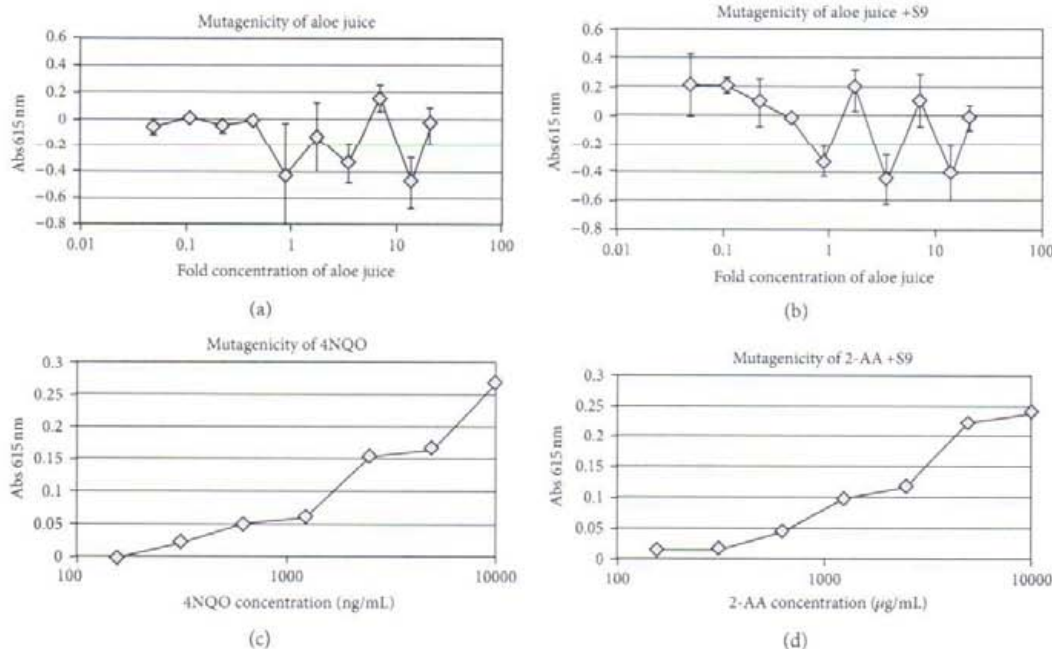 Mutagenicity of aloe juice
0.6
0.4
0.2
0
−0.2
−0.4
−0.6
−0.8
Abs615 nm
0.01 0.1 1 10 100
Fold concentration of aloe juice
(a)
Mutagenicity of aloe juice +S9
0.6
0.4
0.2
0
−0.2
−0.4
−0.6
−0.8
Abs615 nm
0.01 0.1 1 10 100
Fold concentration of aloe juice
(b)
Mutagenicity of 4NQO
0.3
0.25
0.2
0.15
0.1
0.05
0
Abs 615 nm
100 1000 10000
4NQO concentration (ng/mL)
(c)
Mutagenicity of 2-AA +S9
0.3
0.25
0.2
0.15
0.1
0.05
0
Abs 615 nm
100 1000 10000
2-AA concentration (μg/mL)
(d)